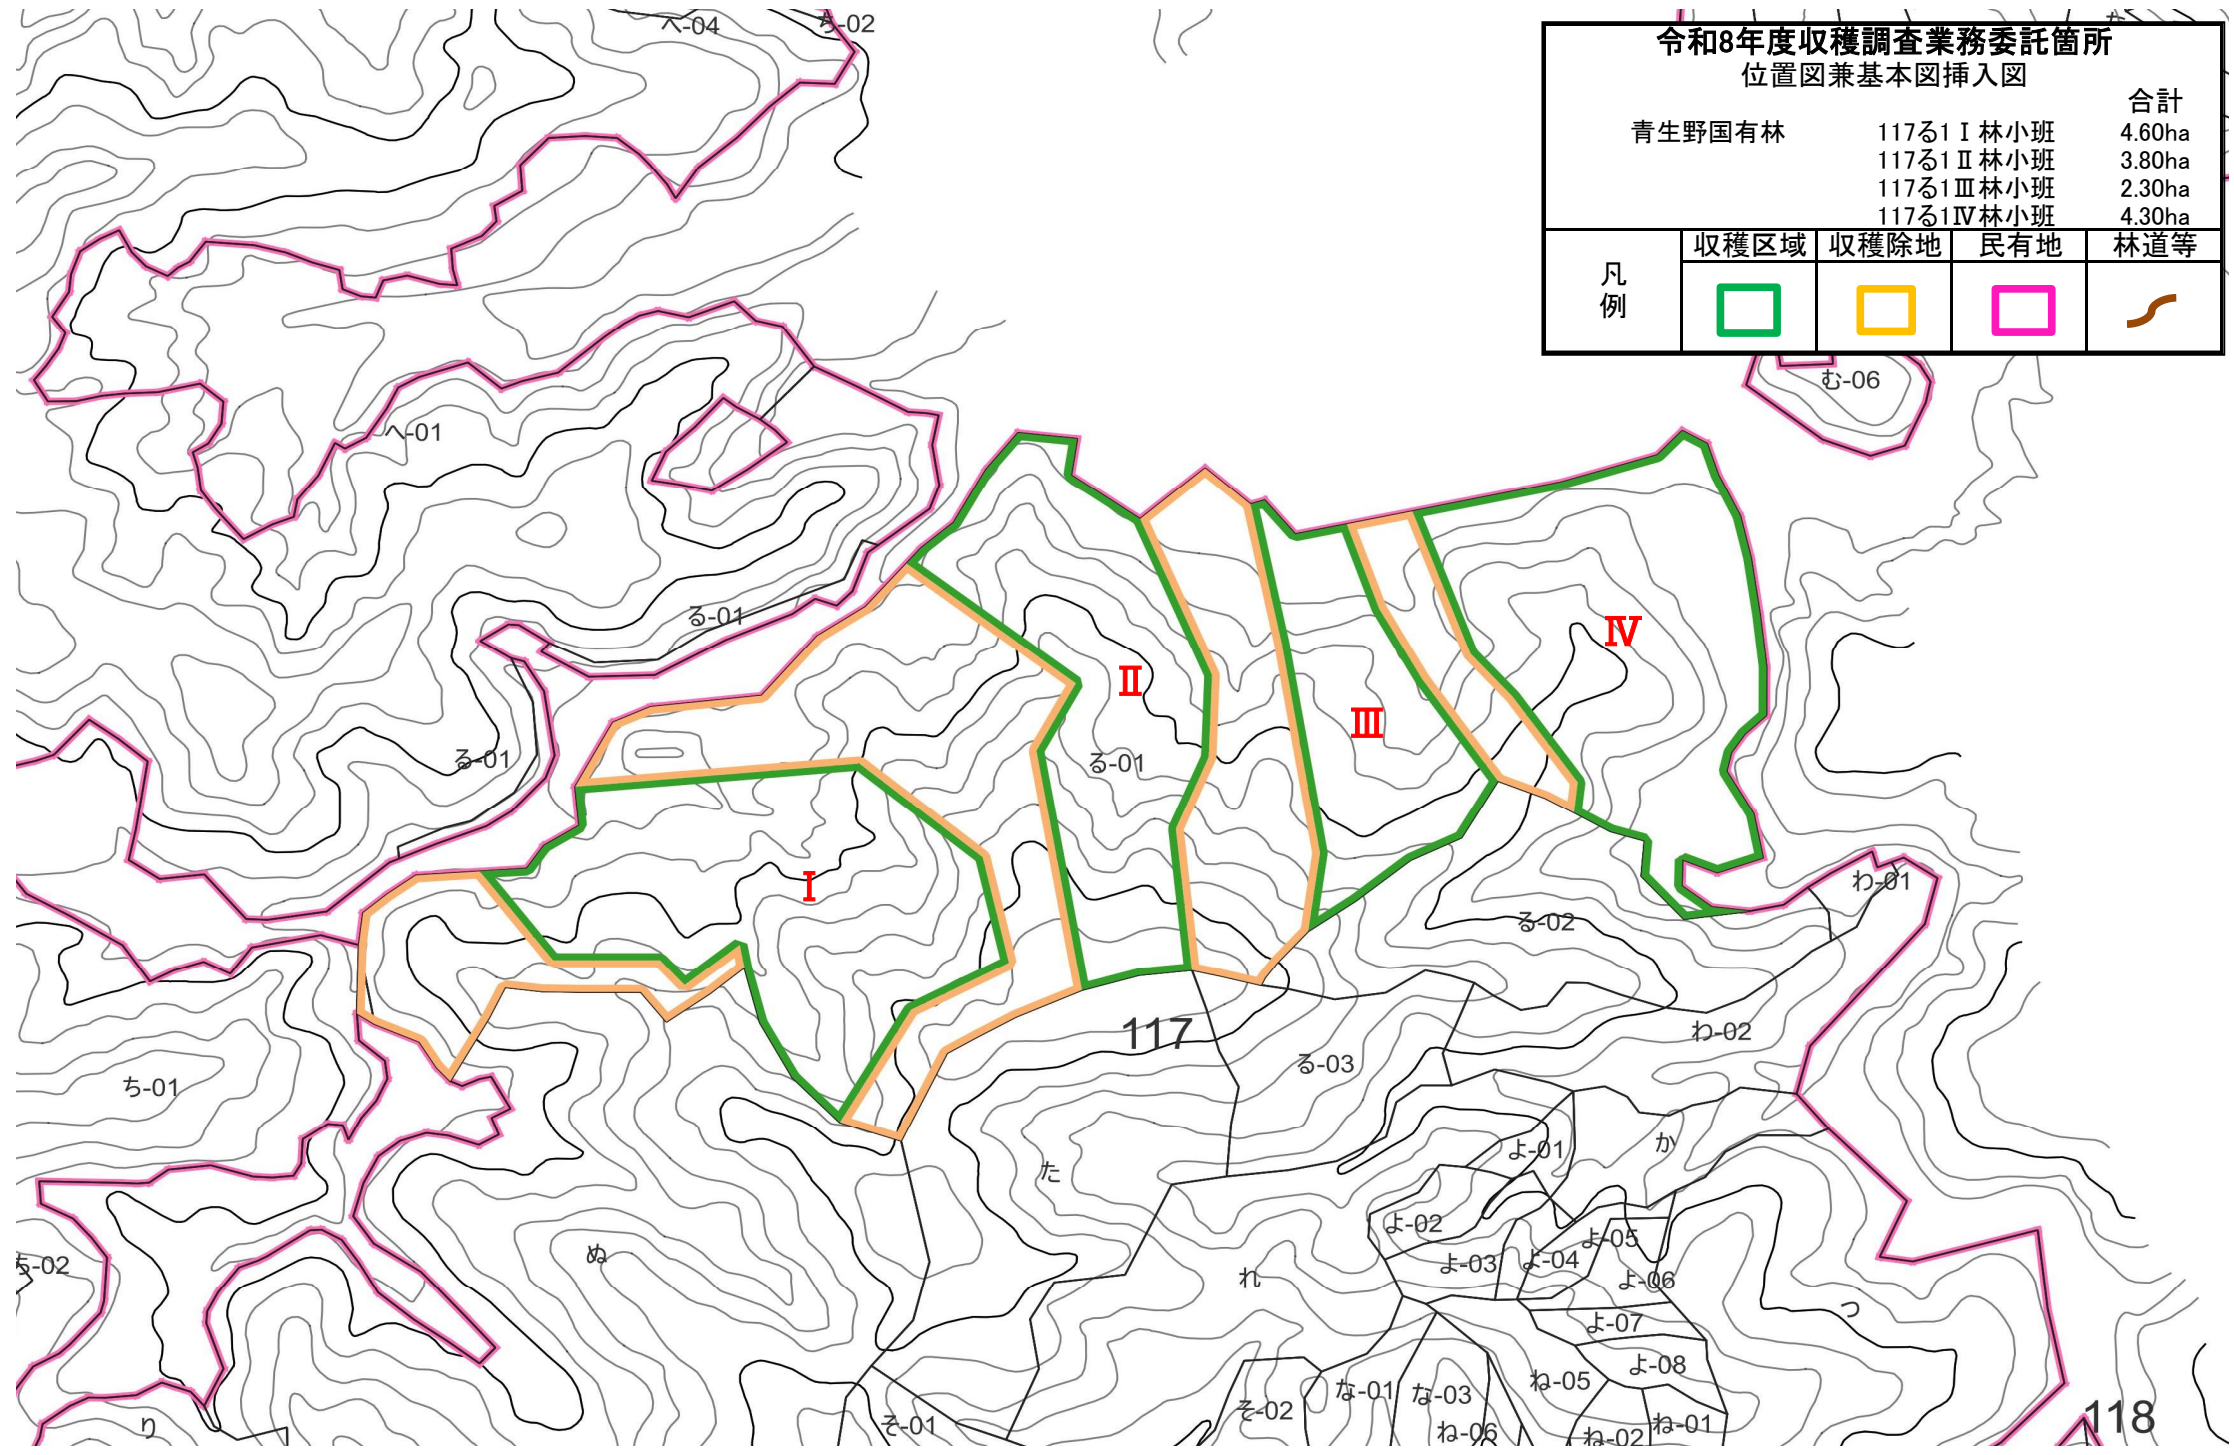 令和8年度収穫調査業務委託箇所
位置図兼基本図挿入図
合計
青生野国有林 117る1Ⅰ林小班 4.60ha
117る1Ⅱ林小班 3.80ha
117る1Ⅲ林小班 2.30ha
117る1Ⅳ林小班 4.30ha
凡例 収穫区域 収穫除地 民有地 林道等
へ-04
ち-02
む-06
へ-01
る-01
Ⅳ
Ⅱ
Ⅲ
る-01
る-01
Ⅰ
わ-01
る-02
117
わ-02
る-03
ち-01
よ-01
か
た
よ-02
よ-05
ぬ
よ-03
よ-04
ち-02
れ
よ-06
つ
よ-07
よ-08
ね-05
な-01
な-03
そ-02
118
り
そ-01
ね-06
ね-02
ね-01